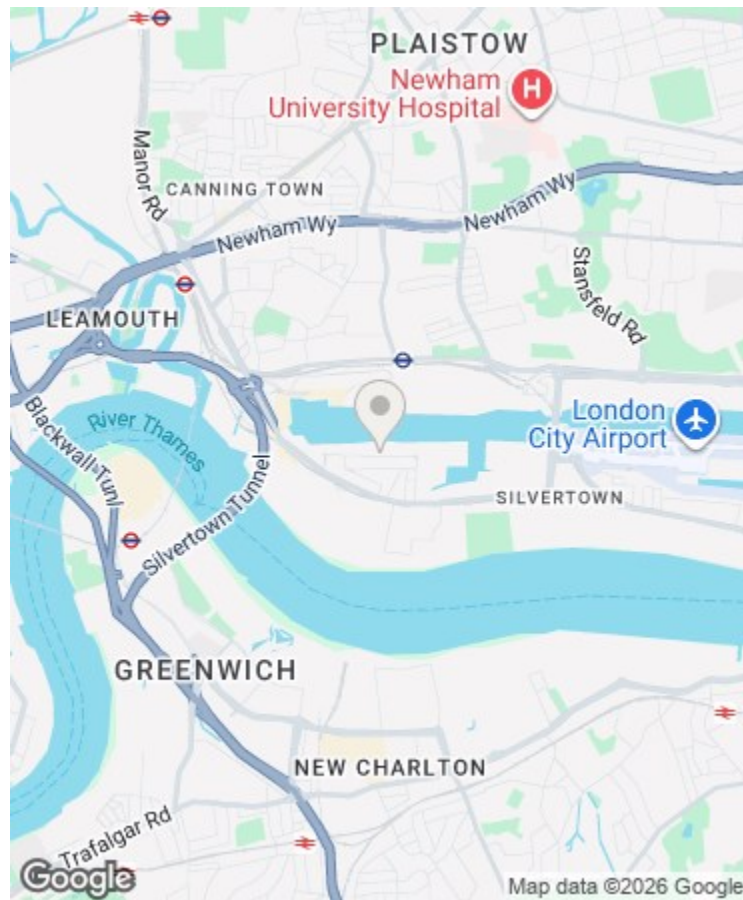 PLAISTOW
Newham
University Hospital
H
Manor Rd
CANNING TOWN
Newham Wy
Newham Wy
Stansfeld Rd
LEAMOUTH
River Thames
Blackwall Tunl
London
City Airport
Silvertown Tunnel
SILVERTOWN
GREENWICH
NEW CHARLTON
Trafalgar Rd
Google
Map data ©2026 Google